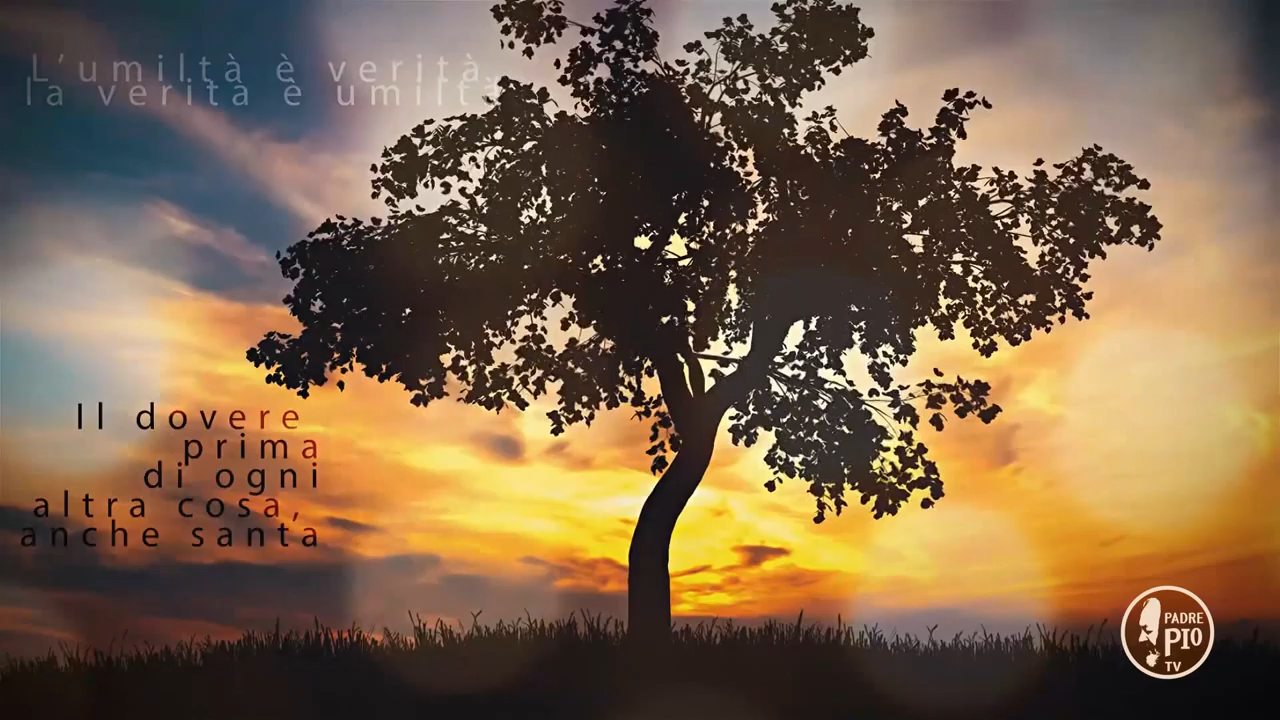 L'umiltà è verità,
la verità è umiltà
Il dovere
prima
di ogni
altra cosa,
anche santa
PADRE
PIO
TV